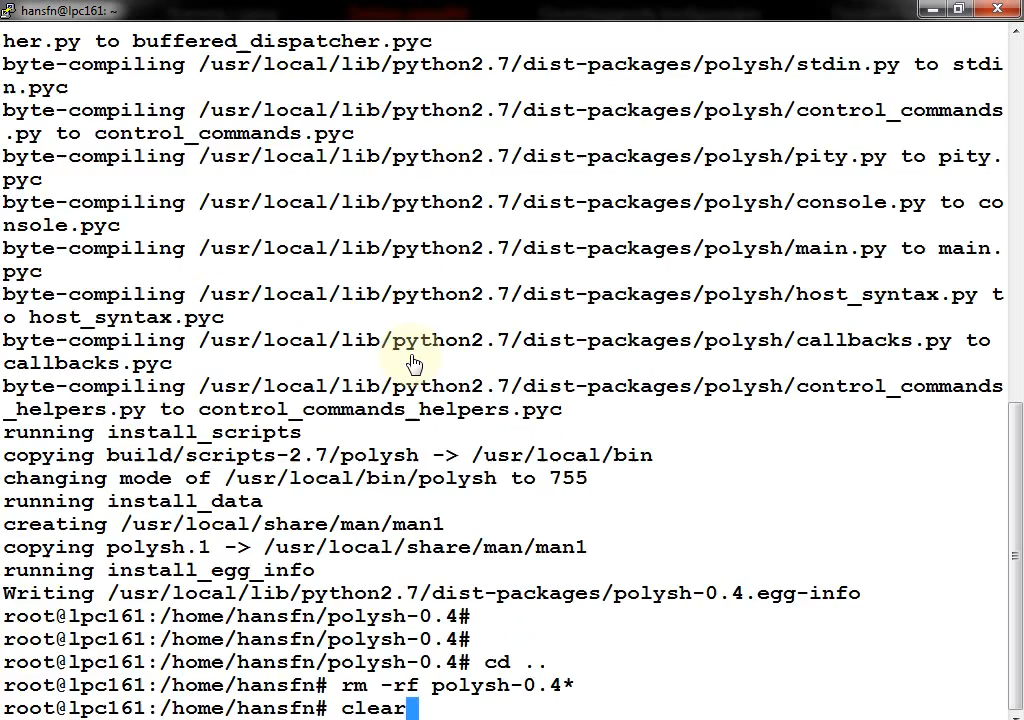 hansfn@lpc161: ~
her.py to buffered_dispatcher.pyc
byte-compiling /usr/local/lib/python2.7/dist-packages/polysh/stdin.py to stdi
n.pyc
byte-compiling /usr/local/lib/python2.7/dist-packages/polysh/control_commands
.py to control_commands.pyc
byte-compiling /usr/local/lib/python2.7/dist-packages/polysh/pity.py to pity.
pyc
byte-compiling /usr/local/lib/python2.7/dist-packages/polysh/console.py to co
nsole.pyc
byte-compiling /usr/local/lib/python2.7/dist-packages/polysh/main.py to main.
pyc
byte-compiling /usr/local/lib/python2.7/dist-packages/polysh/host_syntax.py t
o host_syntax.pyc
byte-compiling /usr/local/lib/python2.7/dist-packages/polysh/callbacks.py to
callbacks.pyc
byte-compiling /usr/local/lib/python2.7/dist-packages/polysh/control_commands
_helpers.py to control_commands_helpers.pyc
running install_scripts
copying build/scripts-2.7/polysh -> /usr/local/bin
changing mode of /usr/local/bin/polysh to 755
running install_data
creating /usr/local/share/man/man1
copying polysh.1 -> /usr/local/share/man/man1
running install_egg_info
Writing /usr/local/lib/python2.7/dist-packages/polysh-0.4.egg-info
root@lpc161:/home/hansfn/polysh-0.4#
root@lpc161:/home/hansfn/polysh-0.4#
root@lpc161:/home/hansfn/polysh-0.4# cd ..
root@lpc161:/home/hansfn# rm -rf polysh-0.4*
root@lpc161:/home/hansfn# clear